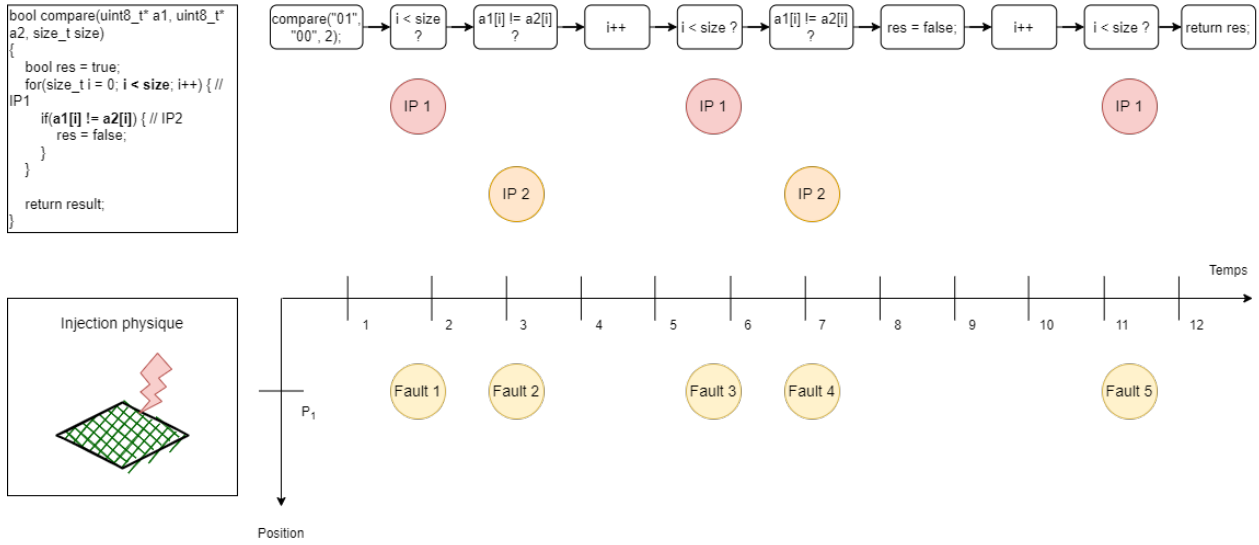 bool compare(uint8_t* a1, uint8_t*
a2, size_t size)
{
bool res = true;
for(size_t i = 0; i < size; i++) { //
IP1
if(a1[i] != a2[i]) { // IP2
res = false;
}
}
return result;
}
compare("01",
"00", 2);
i < size
?
a1[i] != a2[i]
?
i++
i < size ?
a1[i] != a2[i]
?
res = false;
i++
i < size ?
return res;
IP 1
IP 1
IP 1
IP 2
IP 2
Temps
1
2
3
4
5
6
7
8
9
10
11
12
Injection physique
Fault 1
Fault 2
Fault 3
Fault 4
Fault 5
P1
Position